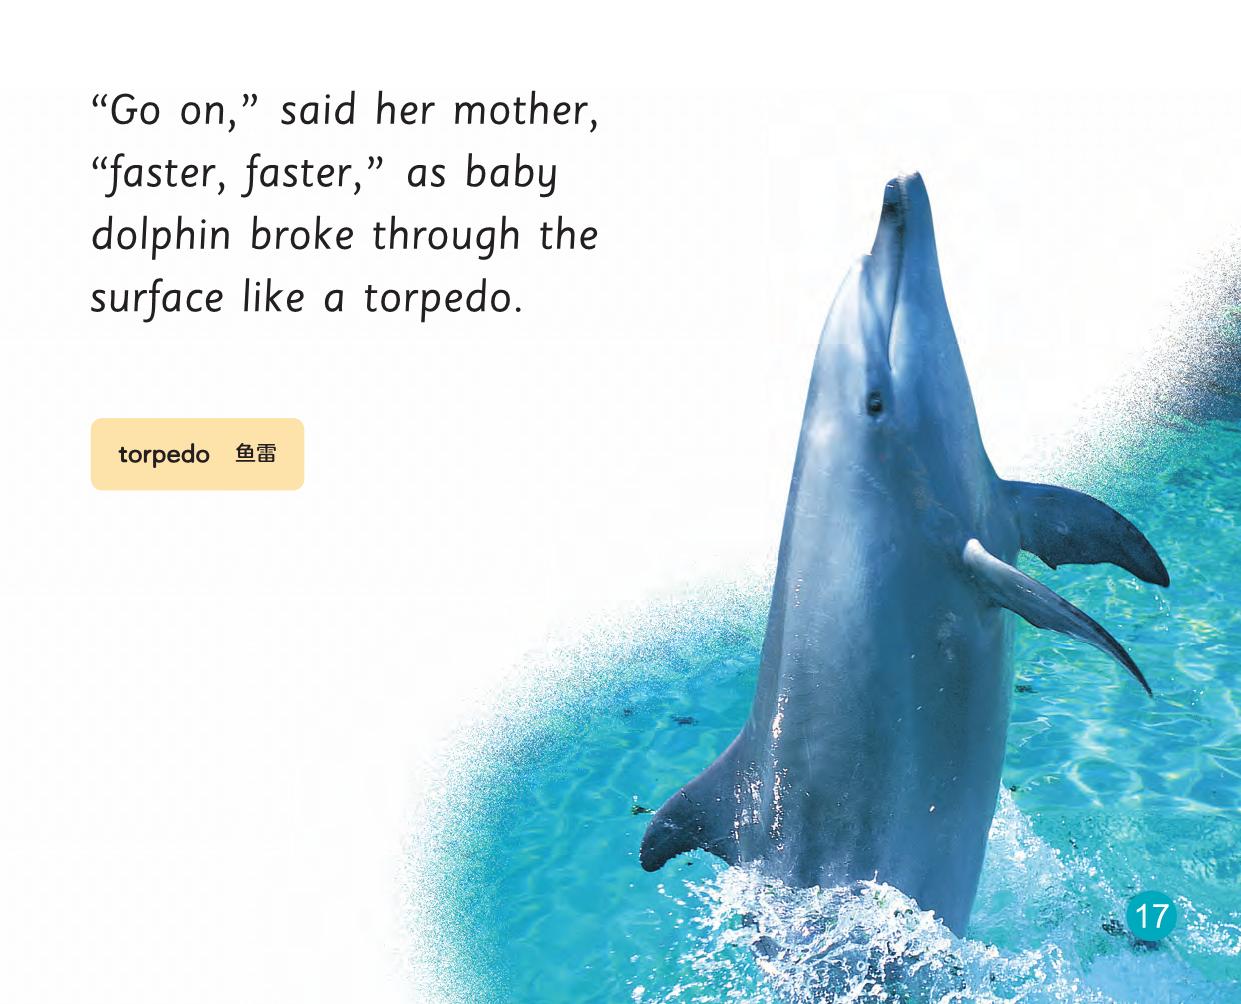 “Go on,” said her mother,
“faster, faster,” as baby
dolphin broke through the
surface like a torpedo.
torpedo 鱼雷
17